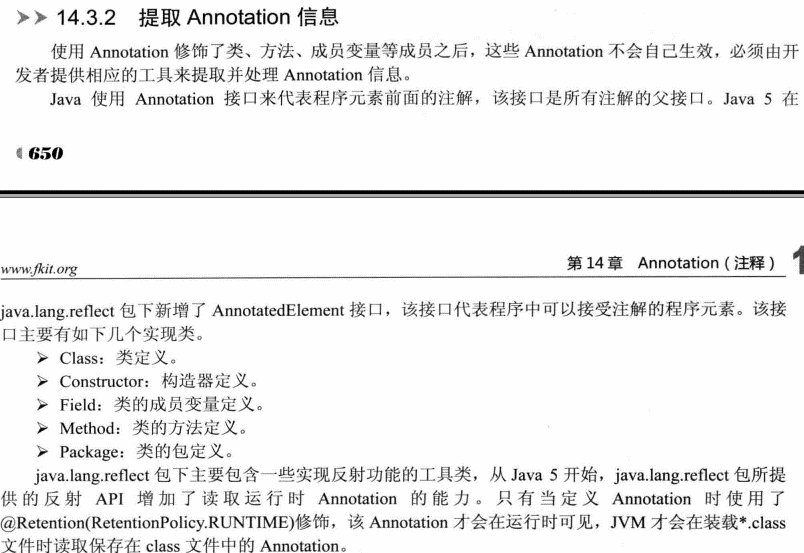 >> 14.3.2 提取 Annotation 信息
使用 Annotation 修饰了类、方法、成员变量等成员之后，这些 Annotation 不会自己生效，必须由开
发者提供相应的工具来提取并处理 Annotation 信息。
Java 使用 Annotation 接口来代表程序元素前面的注解，该接口是所有注解的父接口。Java 5 在
650
www.fkit.org
第 14 章 Annotation（注释）
java.lang.reflect 包下新增了 AnnotatedElement 接口，该接口代表程序中可以接受注解的程序元素。该接
口主要有如下几个实现类。
➢ Class：类定义。
➢ Constructor：构造器定义。
➢ Field：类的成员变量定义。
➢ Method：类的方法定义。
➢ Package：类的包定义。
java.lang.reflect 包下主要包含一些实现反射功能的工具类，从 Java 5 开始，java.lang.reflect 包所提
供的反射 API 增加了读取运行时 Annotation 的能力。只有当定义 Annotation 时使用了
@Retention(RetentionPolicy.RUNTIME)修饰，该 Annotation 才会在运行时可见，JVM 才会在装载*.class
文件时读取保存在 class 文件中的 Annotation。